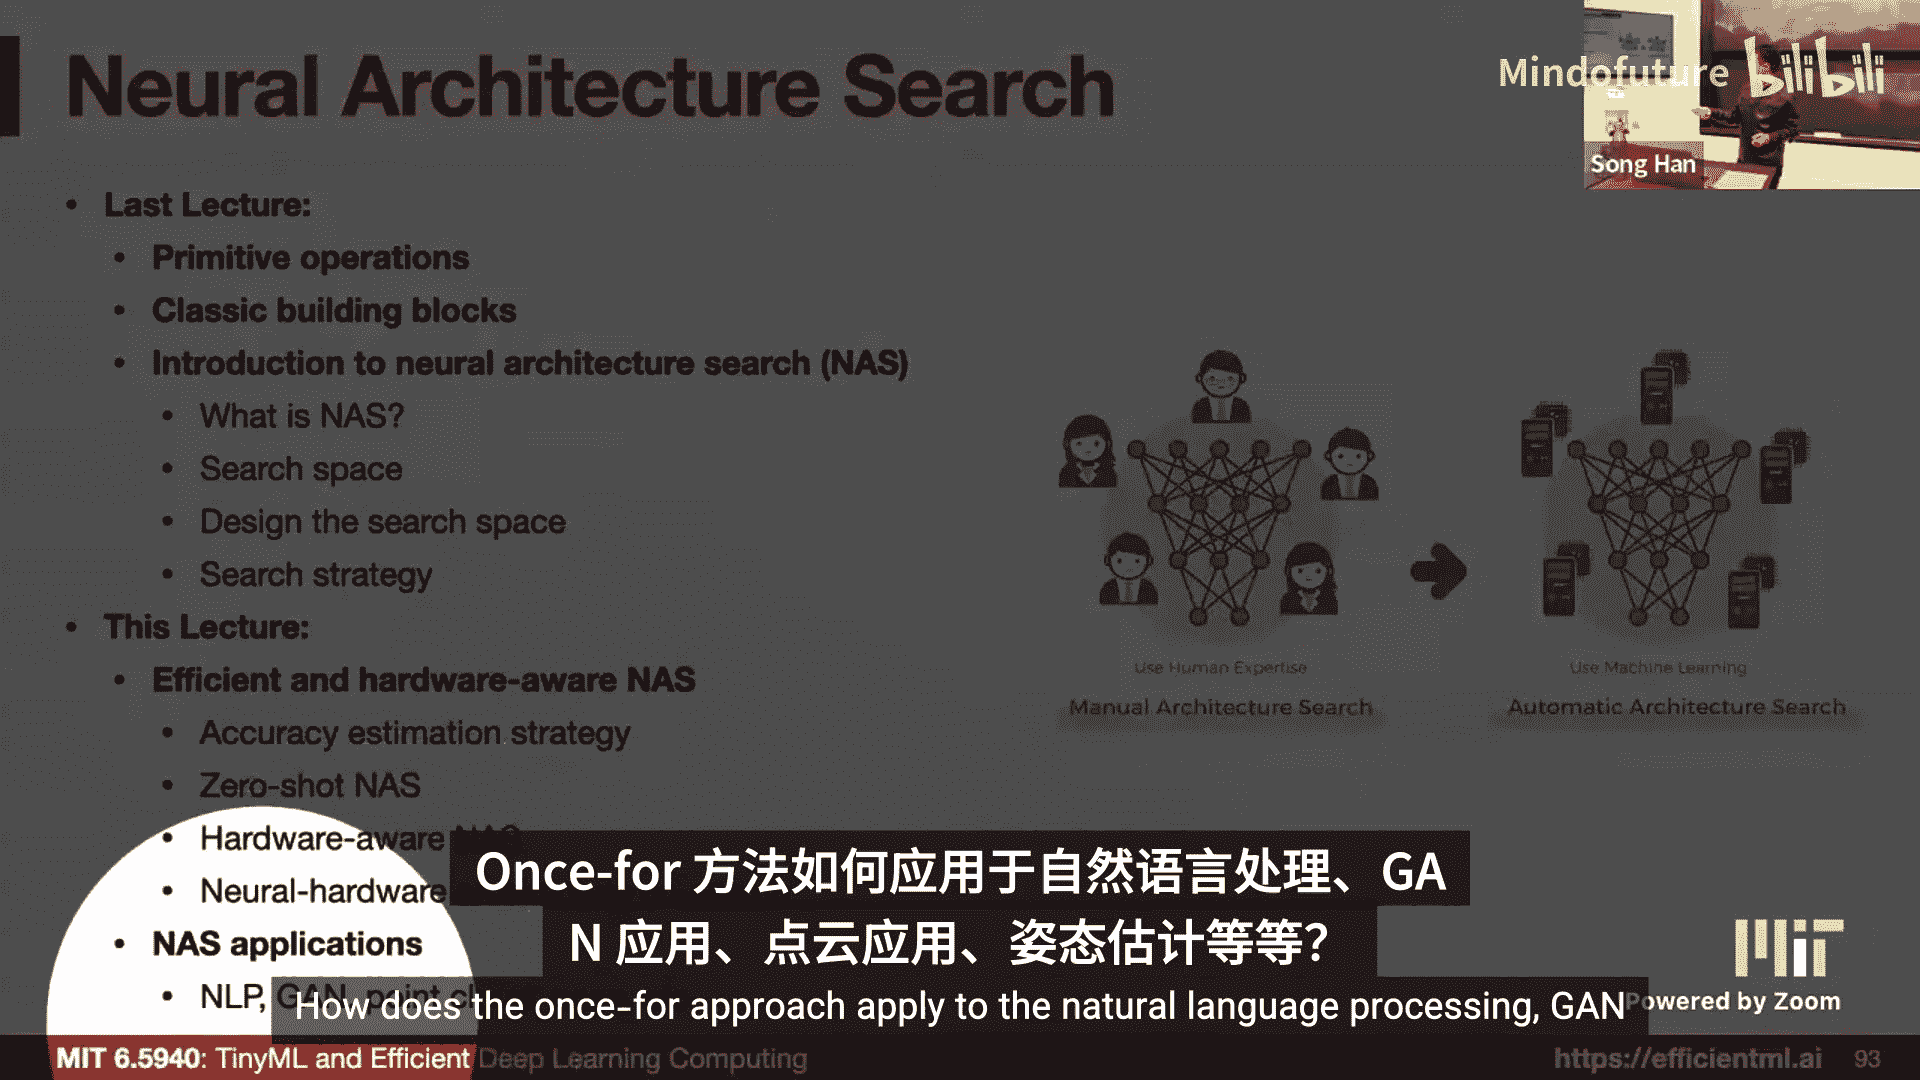 Neural Architecture Search
Mindofuture bilibili
Song Han
• Last Lecture:
• Primitive operations
• Classic building blocks
• Introduction to neural architecture search (NAS)
• What is NAS?
• Search space
• Design the search space
• Search strategy
• This Lecture:
• Efficient and hardware-aware NAS
• Accuracy estimation strategy
• Zero-shot NAS
• Hardware-aware NAS
• Neural-hardware
• NAS applications
• NLP, GAN, point cl
Use Human Expertise
Manual Architecture Search
Use Machine Learning
Automatic Architecture Search
Once-for 方法如何应用于自然语言处理、GA
N 应用、点云应用、姿态估计等等?
How does the once-for approach apply to the natural language processing, GAN
MIT
Powered by Zoom
MIT 6.5940: TinyML and Efficient Deep Learning Computing
https://efficientml.ai
93